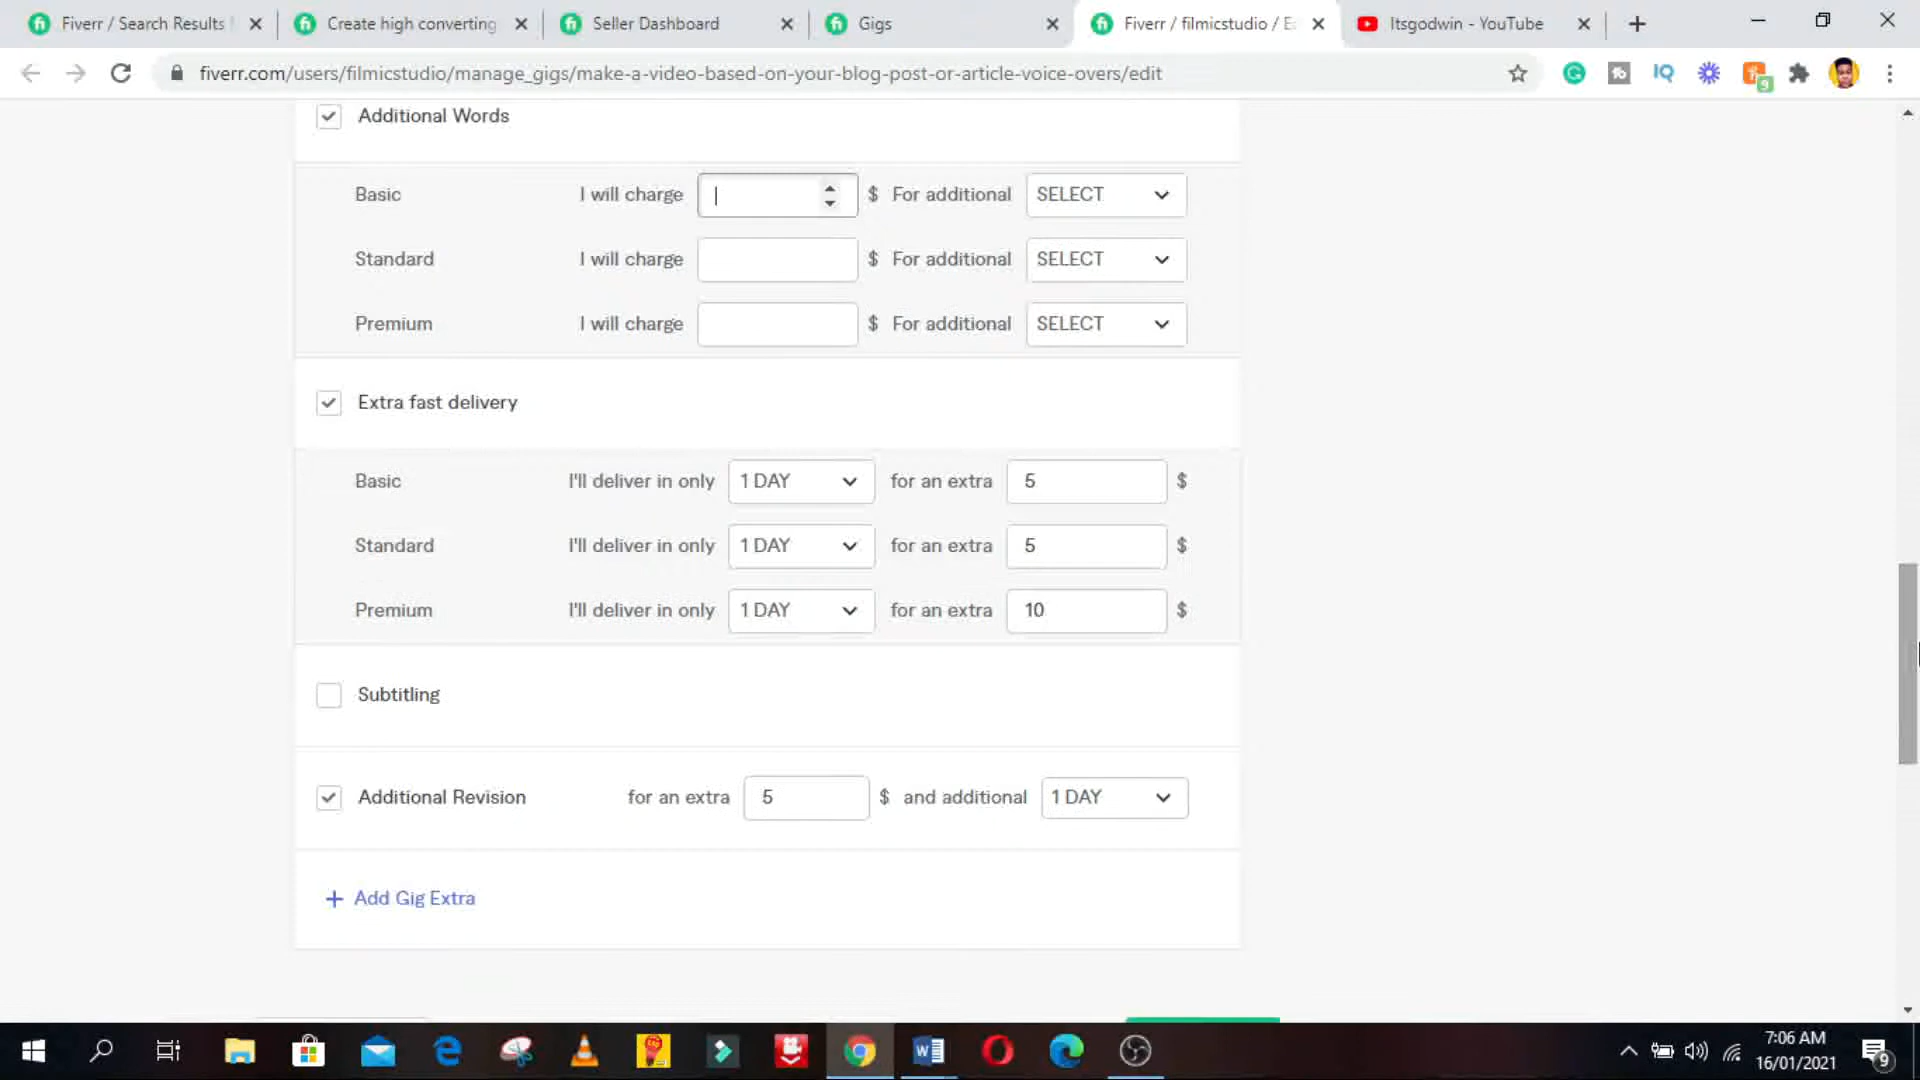 Fiverr / Search Results
Create high converting
Seller Dashboard
Gigs
Fiverr / filmicstudio / E
Itsgodwin - YouTube
fiverr.com/users/filmicstudio/manage_gigs/make-a-video-based-on-your-blog-post-or-article-voice-overs/edit
9
Additional Words
Basic I will charge $ For additional SELECT
Standard I will charge $ For additional SELECT
Premium I will charge $ For additional SELECT
Extra fast delivery
Basic I'll deliver in only 1 DAY for an extra 5 $
Standard I'll deliver in only 1 DAY for an extra 5 $
Premium I'll deliver in only 1 DAY for an extra 10 $
Subtitling
Additional Revision for an extra 5 $ and additional 1 DAY
+ Add Gig Extra
7:06 AM
16/01/2021
9